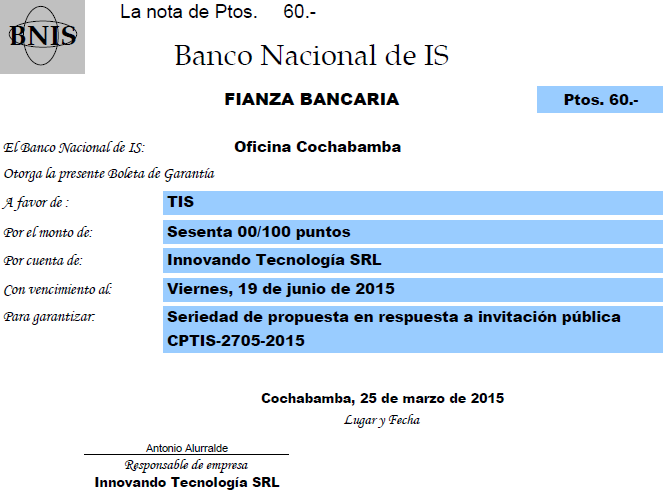 La nota de Ptos. 60.-
BNIS
Banco Nacional de IS
FIANZA BANCARIA Ptos. 60.-
El Banco Nacional de IS: Oficina Cochabamba
Otorga la presente Boleta de Garantía
A favor de : TIS
Por el monto de: Sesenta 00/100 puntos
Por cuenta de: Innovando Tecnología SRL
Con vencimiento al: Viernes, 19 de junio de 2015
Para garantizar: Seriedad de propuesta en respuesta a invitación pública
CPTIS-2705-2015
Cochabamba, 25 de marzo de 2015
Lugar y Fecha
Antonio Alurralde
Responsable de empresa
Innovando Tecnología SRL